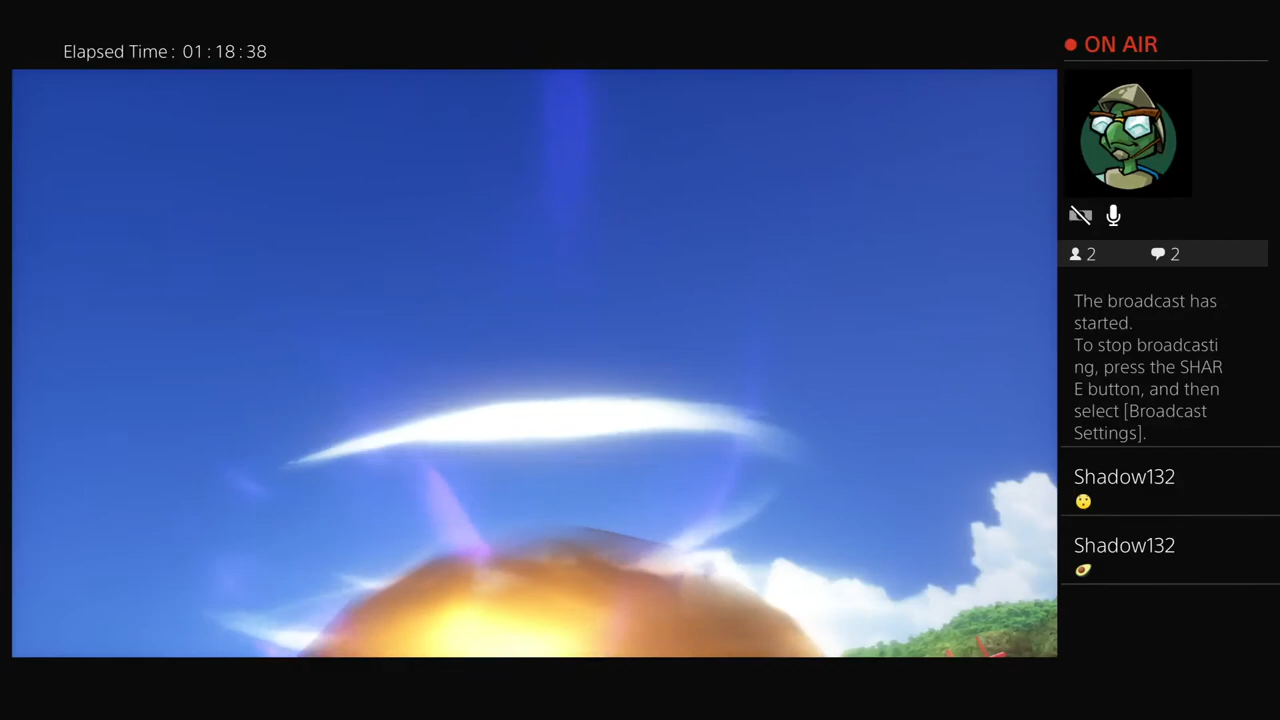 Elapsed Time: 01:18:38
ON AIR
2
2
The broadcast has
started.
To stop broadcasti
ng, press the SHAR
E button, and then
select [Broadcast
Settings].
Shadow132
😯
Shadow132
🥑